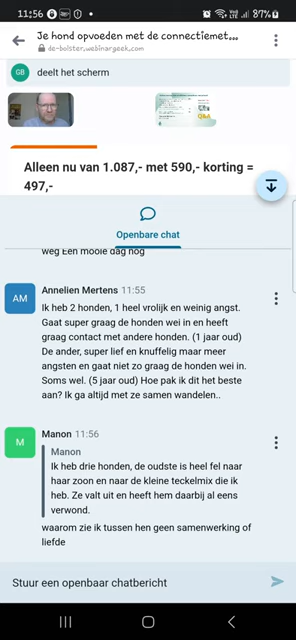 11:56
87%
Je hond opvoeden met de connectiemet...
de-bolster.webinargeek.com
GB deelt het scherm
Q&A
Alleen nu van 1.087,- met 590,- korting =
497,-
Openbare chat
weg Een mooie dag nog
AM Annelien Mertens 11:55
Ik heb 2 honden, 1 heel vrolijk en weinig angst.
Gaat super graag de honden wei in en heeft
graag contact met andere honden. (1 jaar oud)
De ander, super lief en knuffelig maar meer
angsten en gaat niet zo graag de honden wei in.
Soms wel. (5 jaar oud) Hoe pak ik dit het beste
aan? Ik ga altijd met ze samen wandelen..
M Manon 11:56
Manon
Ik heb drie honden, de oudste is heel fel naar
haar zoon en naar de kleine teckelmix die ik
heb. Ze valt uit en heeft hem daarbij al eens
verwond.
waarom zie ik tussen hen geen samenwerking of
liefde
Stuur een openbaar chatbericht